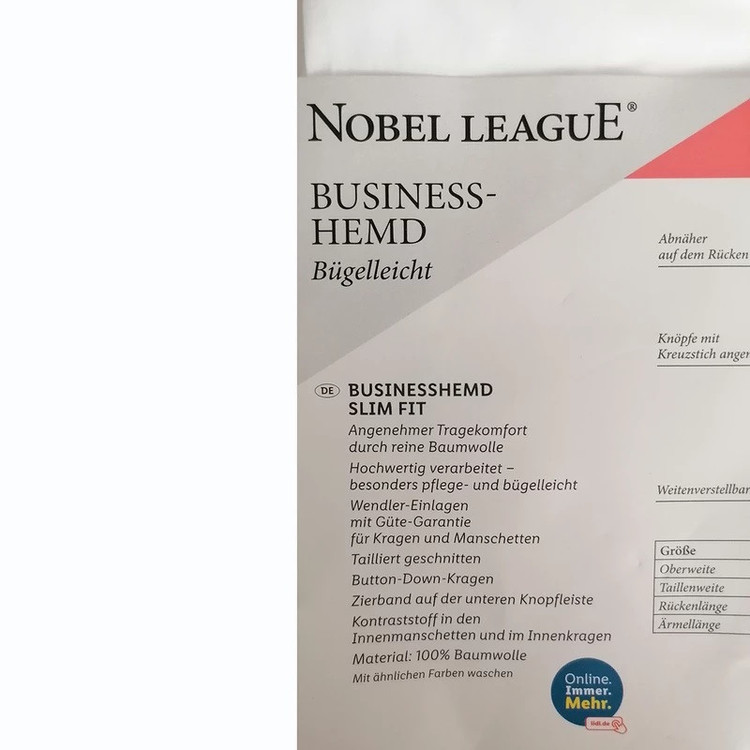 NOBEL LEAGUE®
BUSINESS-
HEMD
Bügelleicht
DE BUSINESSHEMD
SLIM FIT
Angenehmer Tragekomfort
durch reine Baumwolle
Hochwertig verarbeitet –
besonders pflege- und bügelleicht
Wendler-Einlagen
mit Güte-Garantie
für Kragen und Manschetten
Tailliert geschnitten
Button-Down-Kragen
Zierband auf der unteren Knopfleiste
Kontraststoff in den
Innenmanschetten und im Innenkragen
Material: 100% Baumwolle
Mit ähnlichen Farben waschen
Online.
Immer.
Mehr.
lidl.de
Abnäher
auf dem Rücken
Knöpfe mit
Kreuzstich
Größe
Oberweite
Taillenweite
Rückenlänge
Ärmellänge